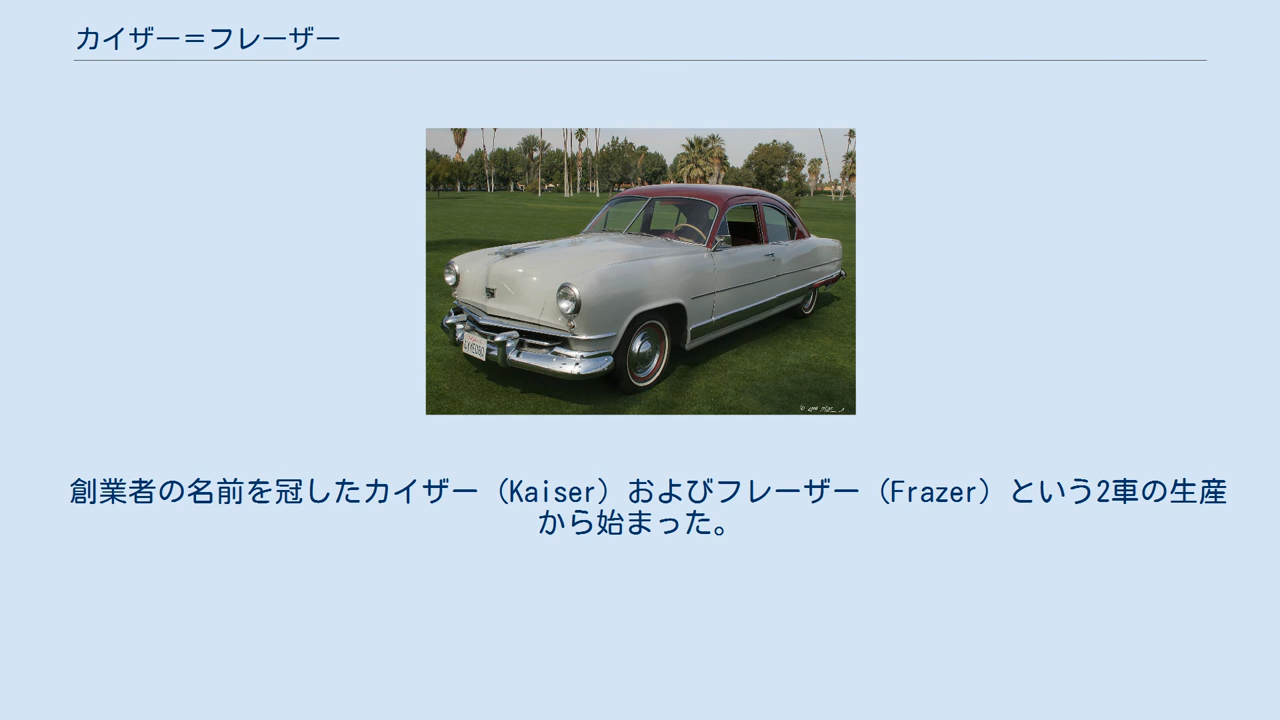 カイザー＝フレーザー
創業者の名前を冠したカイザー（Kaiser）およびフレーザー（Frazer）という2車の生産
から始まった。